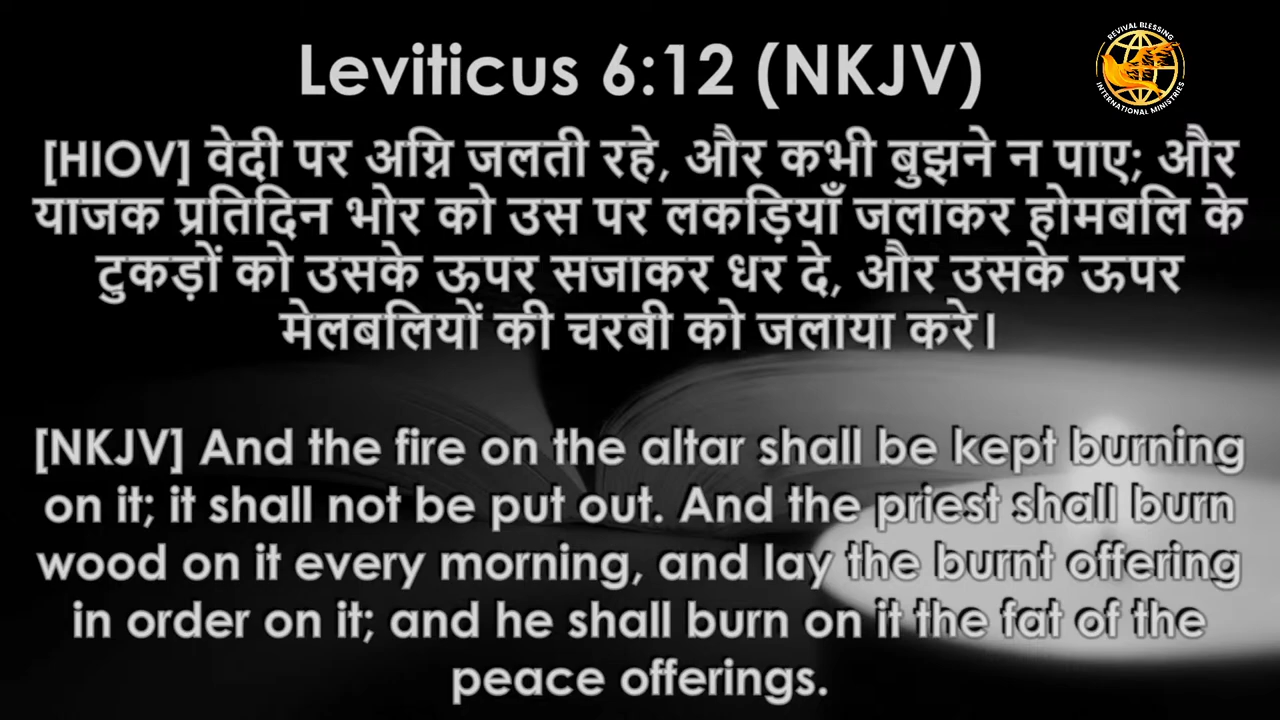 Leviticus 6:12 (NKJV)
REVIVAL BLESSING
INTERNATIONAL MINISTRIES
[HIOV] वेदी पर अग्नि जलती रहे, और कभी बुझने न पाए; और
याजक प्रतिदिन भोर को उस पर लकड़ियाँ जलाकर होमबलि के
टुकड़ों को उसके ऊपर सजाकर धर दे, और उसके ऊपर
मेलबलियों की चरबी को जलाया करे।
[NKJV] And the fire on the altar shall be kept burning
on it; it shall not be put out. And the priest shall burn
wood on it every morning, and lay the burnt offering
in order on it; and he shall burn on it the fat of the
peace offerings.